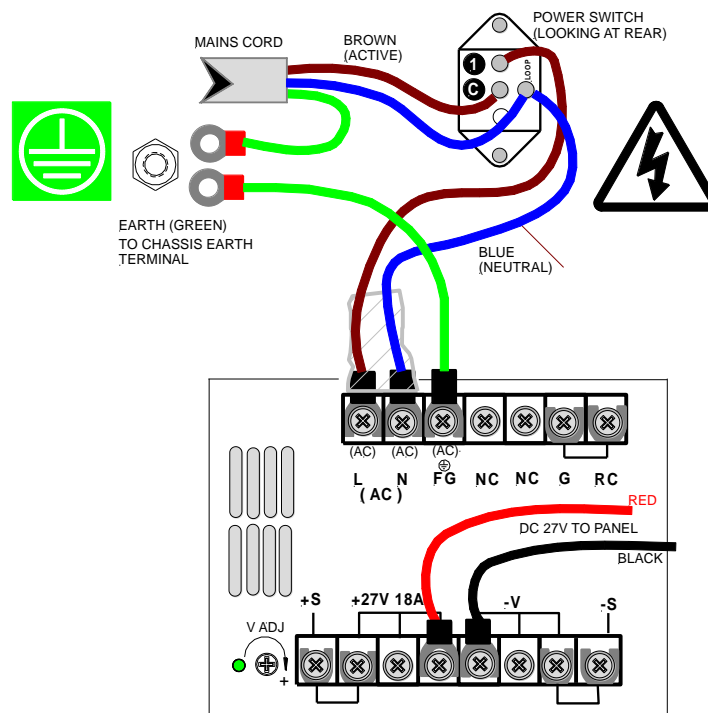 POWER SWITCH
(LOOKING AT REAR)
MAINS CORD
BROWN
(ACTIVE)
1
C
LOOP
EARTH (GREEN)
TO CHASSIS EARTH
TERMINAL
BLUE
(NEUTRAL)
(AC) (AC) (AC)
L N FG NC NC G RC
(AC)
RED
DC 27V TO PANEL
BLACK
+S +27V 18A -V -S
V ADJ
+